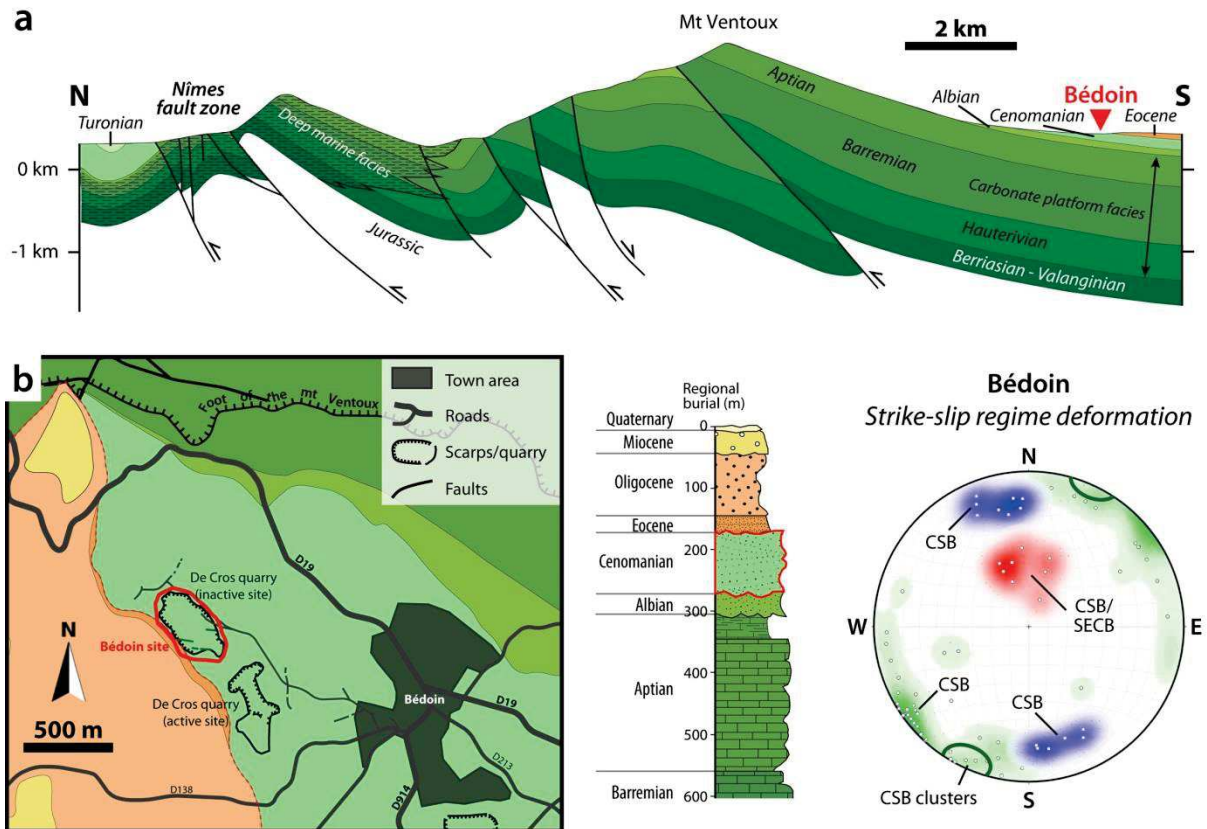 a
Mt Ventoux
2 km
N
Nîmes
fault zone
Turonian
Deep marine facies
Aptian
Albian
Cenomanian
Bédoin
Eocene
S
0 km
-1 km
Jurassic
Barremian
Carbonate platform facies
Hauterivian
Berriasian - Valanginian
b
Foot of the mt Ventoux
Town area
Roads
Scarps/quarry
Faults
D19
De Cros quarry
(inactive site)
Bédoin site
N
500 m
De Cros quarry
(active site)
Bédoin
D19
D213
D138
D914
Regional
burial (m)
Quaternary
0
Miocene
Oligocene
100
Eocene
200
Cenomanian
Albian
300
400
Aptian
500
Barremian
600
Bédoin
Strike-slip regime deformation
N
CSB
CSB/
SECB
W
E
CSB
CSB
CSB clusters
S